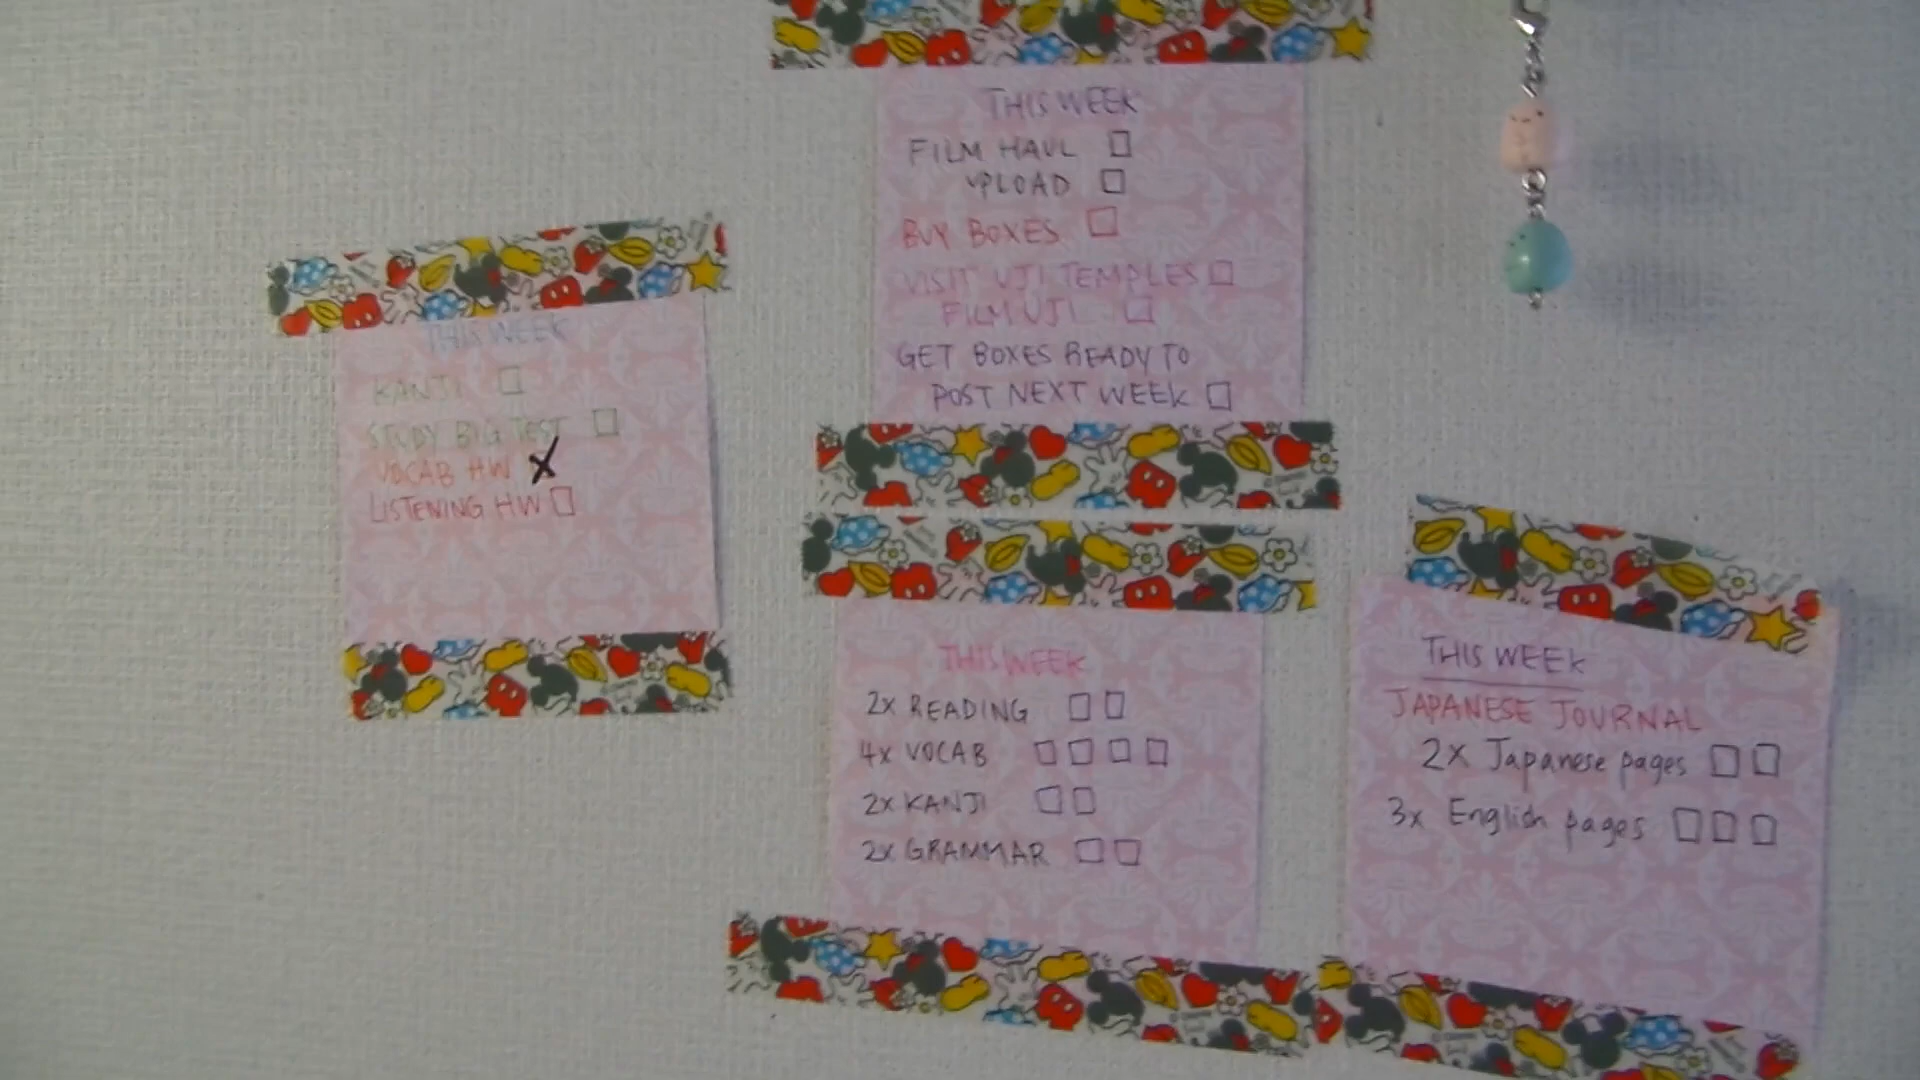 THIS WEEK
FILM HAUL
UPLOAD
BUY BOXES
VISIT UJI TEMPLES
FILM UJI
GET BOXES READY TO
POST NEXT WEEK
THIS WEEK
KANJI
STUDY BIG TEST
VOCAB HW
LISTENING HW
THIS WEEK
2x READING
4x VOCAB
2x KANJI
2x GRAMMAR
THIS WEEK
JAPANESE JOURNAL
2x Japanese pages
3x English pages